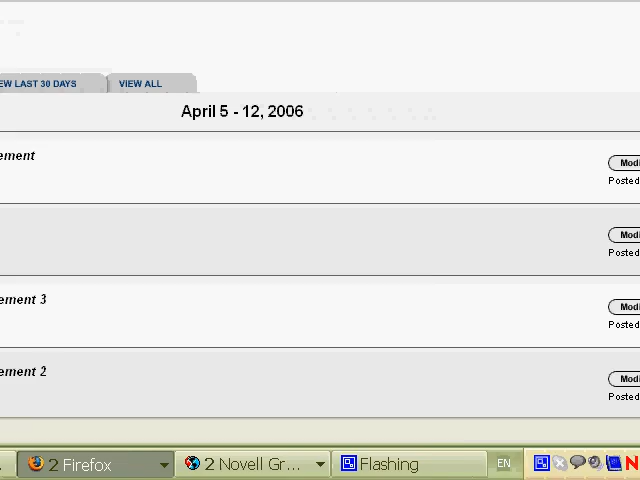 EW LAST 30 DAYS VIEW ALL
April 5 - 12, 2006
ement
Modi
Posted
Modi
Posted
ement 3
Modi
Posted
ement 2
Modi
Posted
. 2 Firefox 2 Novell Gr... Flashing EN N